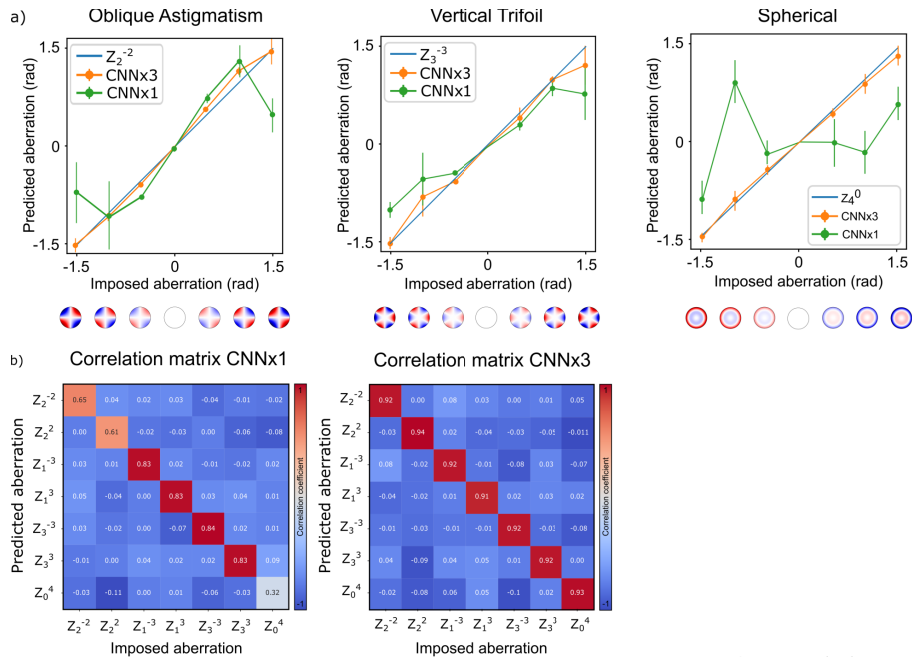 a)
Oblique Astigmatism
Vertical Trifoil
Spherical
Predicted aberration (rad)
1.5
0
-1.5
Z₂⁻²
CNNx3
CNNx1
-1.5 0 1.5
Imposed aberration (rad)
Predicted aberration (rad)
1.5
0
-1.5
Z₃⁻³
CNNx3
CNNx1
-1.5 0 1.5
Imposed aberration (rad)
Predicted aberration (rad)
1.5
0
-1.5
Z₄⁰
CNNx3
CNNx1
-1.5 0 1.5
Imposed aberration (rad)
b)
Correlation matrix CNNx1
Predicted aberration
Z₂⁻² 0.65 0.04 0.02 0.03 -0.04 -0.01 -0.02
Z₂² 0.00 0.61 -0.02 -0.03 0.00 -0.06 -0.08
Z₁⁻³ 0.03 0.01 0.83 0.02 -0.01 -0.02 0.02
Z₁³ 0.05 -0.04 0.00 0.83 0.03 0.04 0.01
Z₃⁻³ 0.03 -0.02 0.00 -0.07 0.84 0.02 -0.01
Z₃³ -0.01 0.00 0.04 0.02 0.02 0.83 0.09
Z₀⁴ -0.03 -0.11 0.01 0.01 -0.06 -0.03 0.32
Z₂⁻² Z₂² Z₁⁻³ Z₁³ Z₃⁻³ Z₃³ Z₀⁴
Imposed aberration
1
Correlation coefficient
-1
Correlation matrix CNNx3
Predicted aberration
0.92 0.00 0.08 0.03 0.01 0.00 0.05
0.00 0.94 0.02 -0.04 -0.03 -0.05 -0.011
0.08 -0.02 0.92 -0.01 -0.08 0.03 -0.07
-0.04 -0.02 0.01 0.91 0.02 0.03 0.02
-0.01 -0.03 -0.01 -0.01 0.92 -0.03 -0.08
0.04 -0.09 0.04 0.05 0.01 0.92 0.00
-0.02 -0.08 0.06 0.05 -0.1 0.00 0.93
Z₂⁻² Z₂² Z₁⁻³ Z₁³ Z₃⁻³ Z₃³ Z₀⁴
Imposed aberration
1
Correlation coefficient
-1